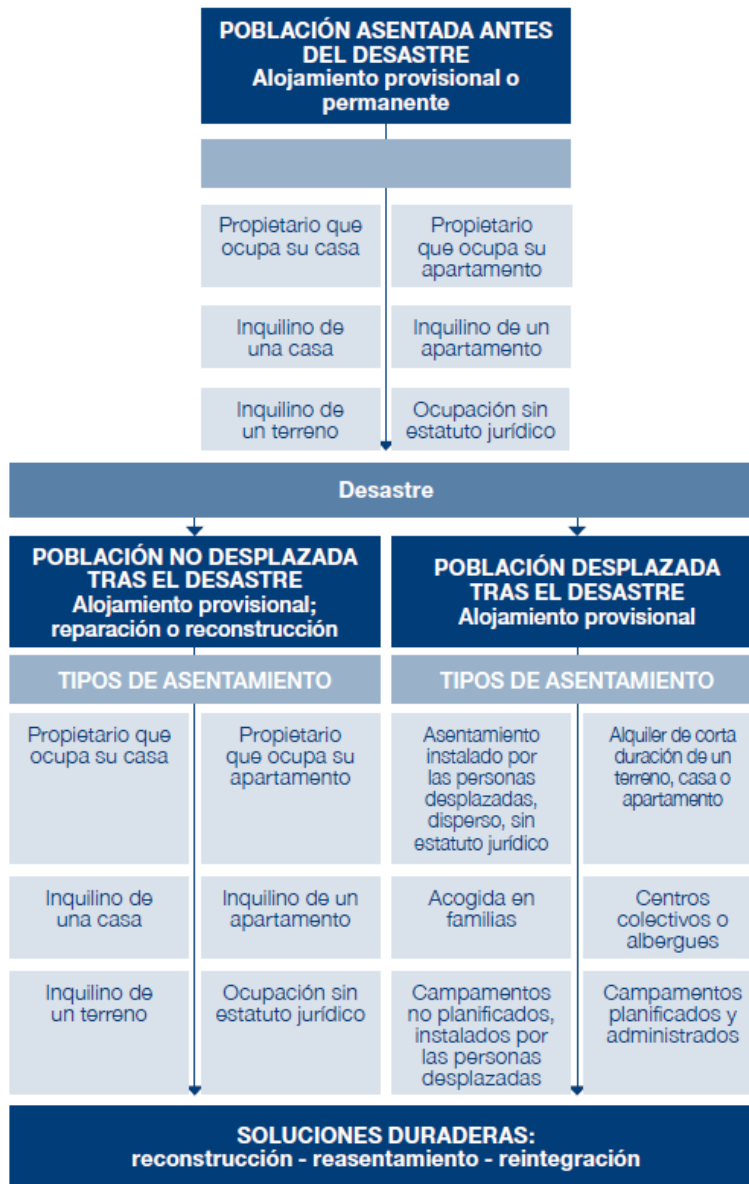 POBLACIÓN ASENTADA ANTES
DEL DESASTRE
Alojamiento provisional o
permanente
Propietario que
ocupa su casa
Propietario
que ocupa su
apartamento
Inquilino de
una casa
Inquilino de un
apartamento
Inquilino de
un terreno
Ocupación sin
estatuto jurídico
Desastre
POBLACIÓN NO DESPLAZADA
TRAS EL DESASTRE
Alojamiento provisional;
reparación o reconstrucción
TIPOS DE ASENTAMIENTO
Propietario que
ocupa su casa
Propietario
que ocupa su
apartamento
Inquilino de
una casa
Inquilino de un
apartamento
Inquilino de
un terreno
Ocupación sin
estatuto jurídico
POBLACIÓN DESPLAZADA
TRAS EL DESASTRE
Alojamiento provisional
TIPOS DE ASENTAMIENTO
Asentamiento
instalado por
las personas
desplazadas,
disperso, sin
estatuto jurídico
Alquiler de corta
duración de un
terreno, casa o
apartamento
Acogida en
familias
Centros
colectivos o
albergues
Campamentos
no planificados,
instalados por
las personas
desplazadas
Campamentos
planificados y
administrados
SOLUCIONES DURADERAS:
reconstrucción - reasentamiento - reintegración